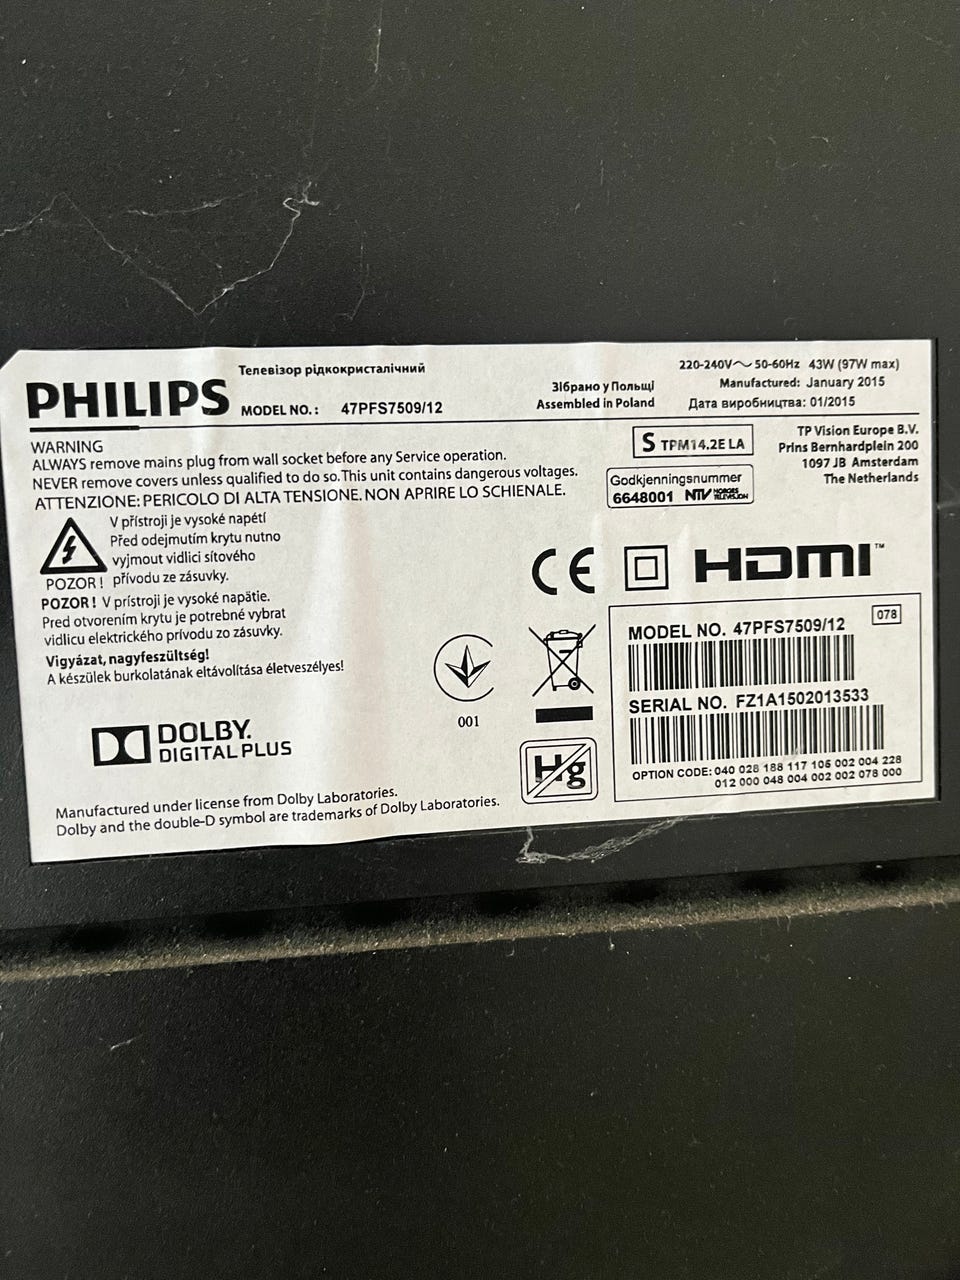 PHILIPS
Телевізор рідкокристалічний
MODEL NO. : 47PFS7509/12
Зібрано у Польщі
Assembled in Poland
220-240V～ 50-60Hz 43W (97W max)
Manufactured: January 2015
Дата виробництва: 01/2015
WARNING
ALWAYS remove mains plug from wall socket before any Service operation.
NEVER remove covers unless qualified to do so. This unit contains dangerous voltages.
ATTENZIONE: PERICOLO DI ALTA TENSIONE. NON APRIRE LO SCHIENALE.
S TPM14.2E LA
TP Vision Europe B.V.
Prins Bernhardplein 200
1097 JB Amsterdam
The Netherlands
Godkjenningsnummer
6648001 NTV NORGES TELEVISJON
V přístroji je vysoké napětí
Před odejmutím krytu nutno
vyjmout vidlici síťového
POZOR ! přívodu ze zásuvky.
POZOR ! V prístroji je vysoké napätie.
Pred otvorením krytu je potrebné vybrat
vidlicu elektrického prívodu zo zásuvky.
Vigyázat, nagyfeszültség!
A készülek burkolatának eltávolítása életveszélyes!
CE
HDMI™
001
Hg
078
MODEL NO. 47PFS7509/12
SERIAL NO. FZ1A1502013533
OPTION CODE: 040 028 188 117 105 002 004 228
012 000 048 004 002 002 078 000
DOLBY.
DIGITAL PLUS
Manufactured under license from Dolby Laboratories.
Dolby and the double-D symbol are trademarks of Dolby Laboratories.